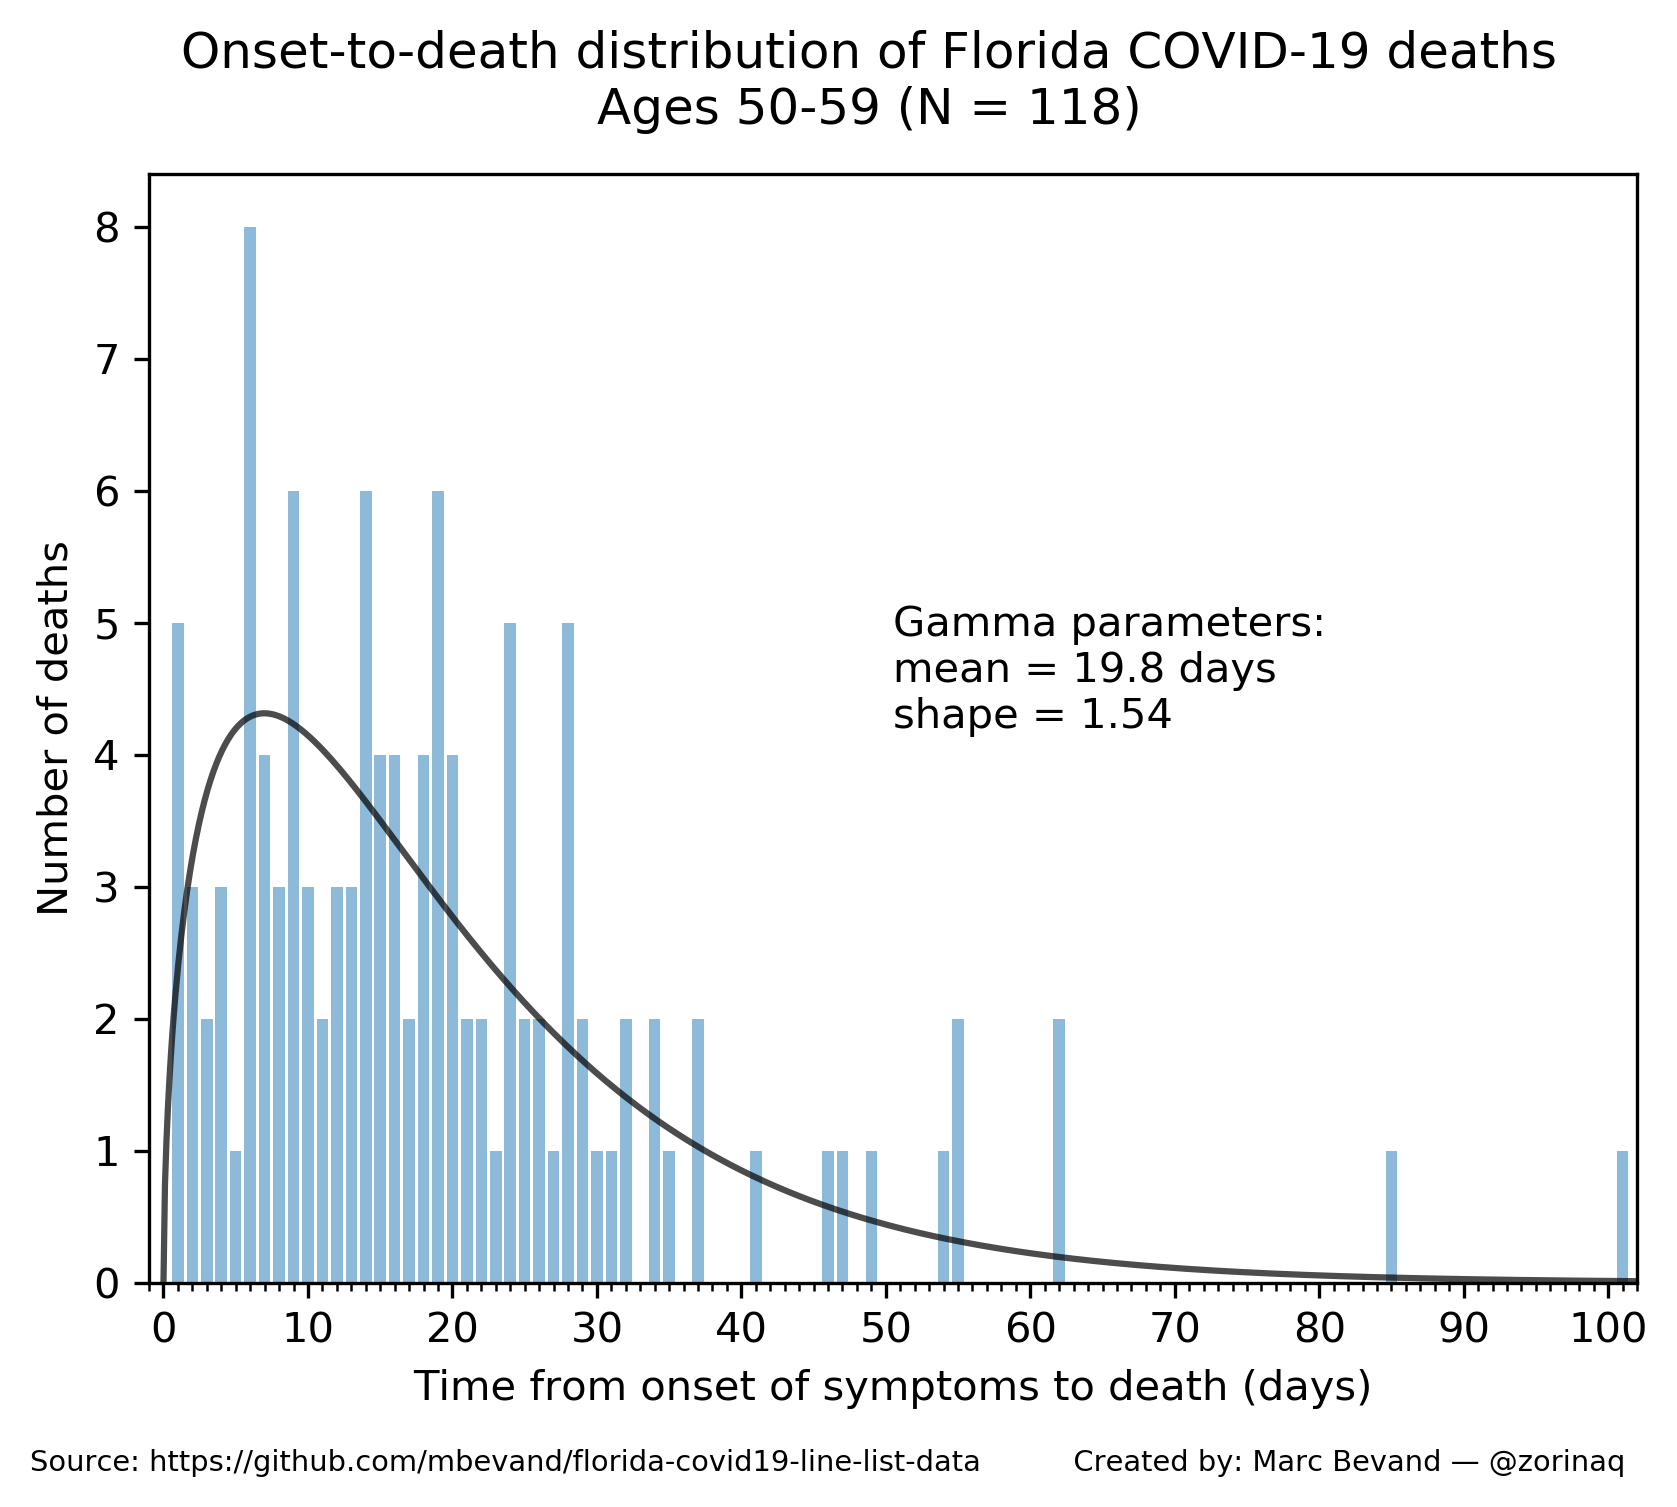 Onset-to-death distribution of Florida COVID-19 deaths
Ages 50-59 (N = 118)
Number of deaths
8
7
6
5
4
3
2
1
0
Gamma parameters:
mean = 19.8 days
shape = 1.54
0 10 20 30 40 50 60 70 80 90 100
Time from onset of symptoms to death (days)
Source: https://github.com/mbevand/florida-covid19-line-list-data Created by: Marc Bevand — @zorinaq